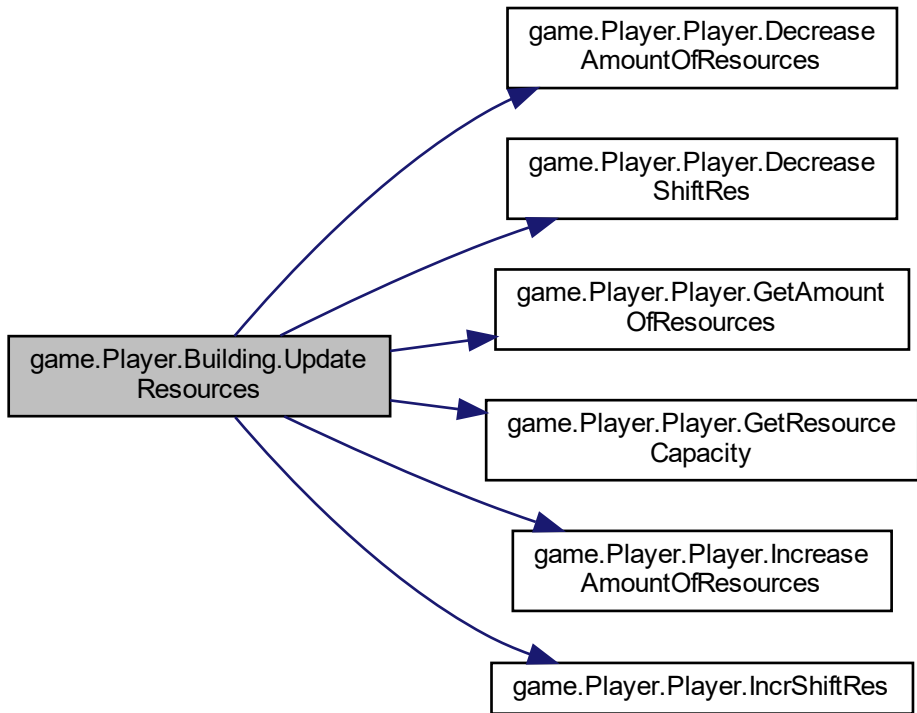 game.Player.Player.Decrease
AmountOfResources
game.Player.Player.Decrease
ShiftRes
game.Player.Player.GetAmount
OfResources
game.Player.Building.Update
Resources
game.Player.Player.GetResource
Capacity
game.Player.Player.Increase
AmountOfResources
game.Player.Player.IncrShiftRes